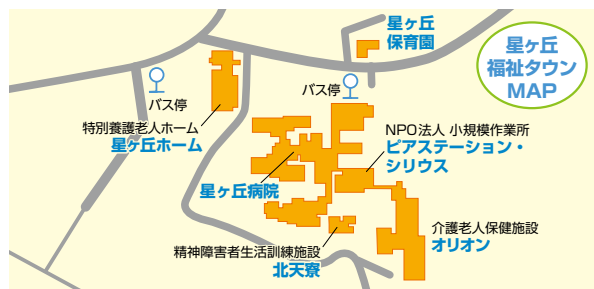 星ヶ丘
保育園
星ヶ丘
福祉タウン
MAP
バス停
バス停
特別養護老人ホーム
星ヶ丘ホーム
NPO法人 小規模作業所
ピアステーション・
シリウス
星ヶ丘病院
介護老人保健施設
オリオン
精神障害者生活訓練施設
北天寮